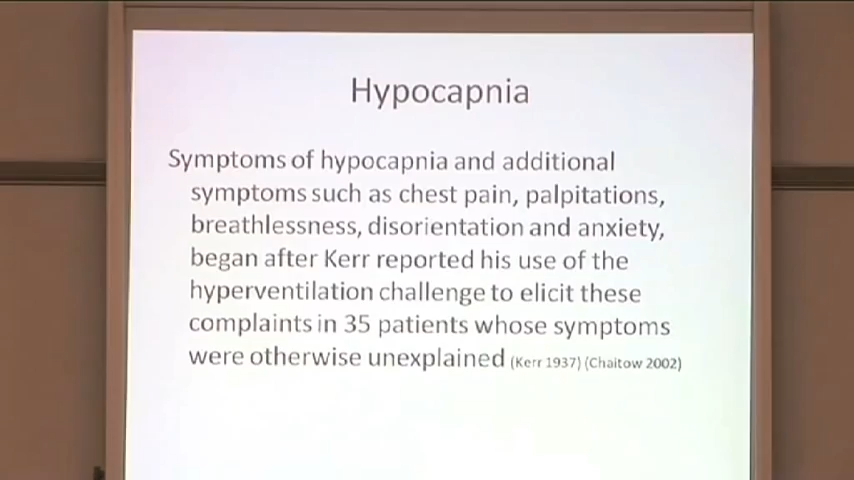 Hypocapnia
Symptoms of hypocapnia and additional
symptoms such as chest pain, palpitations,
breathlessness, disorientation and anxiety,
began after Kerr reported his use of the
hyperventilation challenge to elicit these
complaints in 35 patients whose symptoms
were otherwise unexplained (Kerr 1937) (Chaitow 2002)